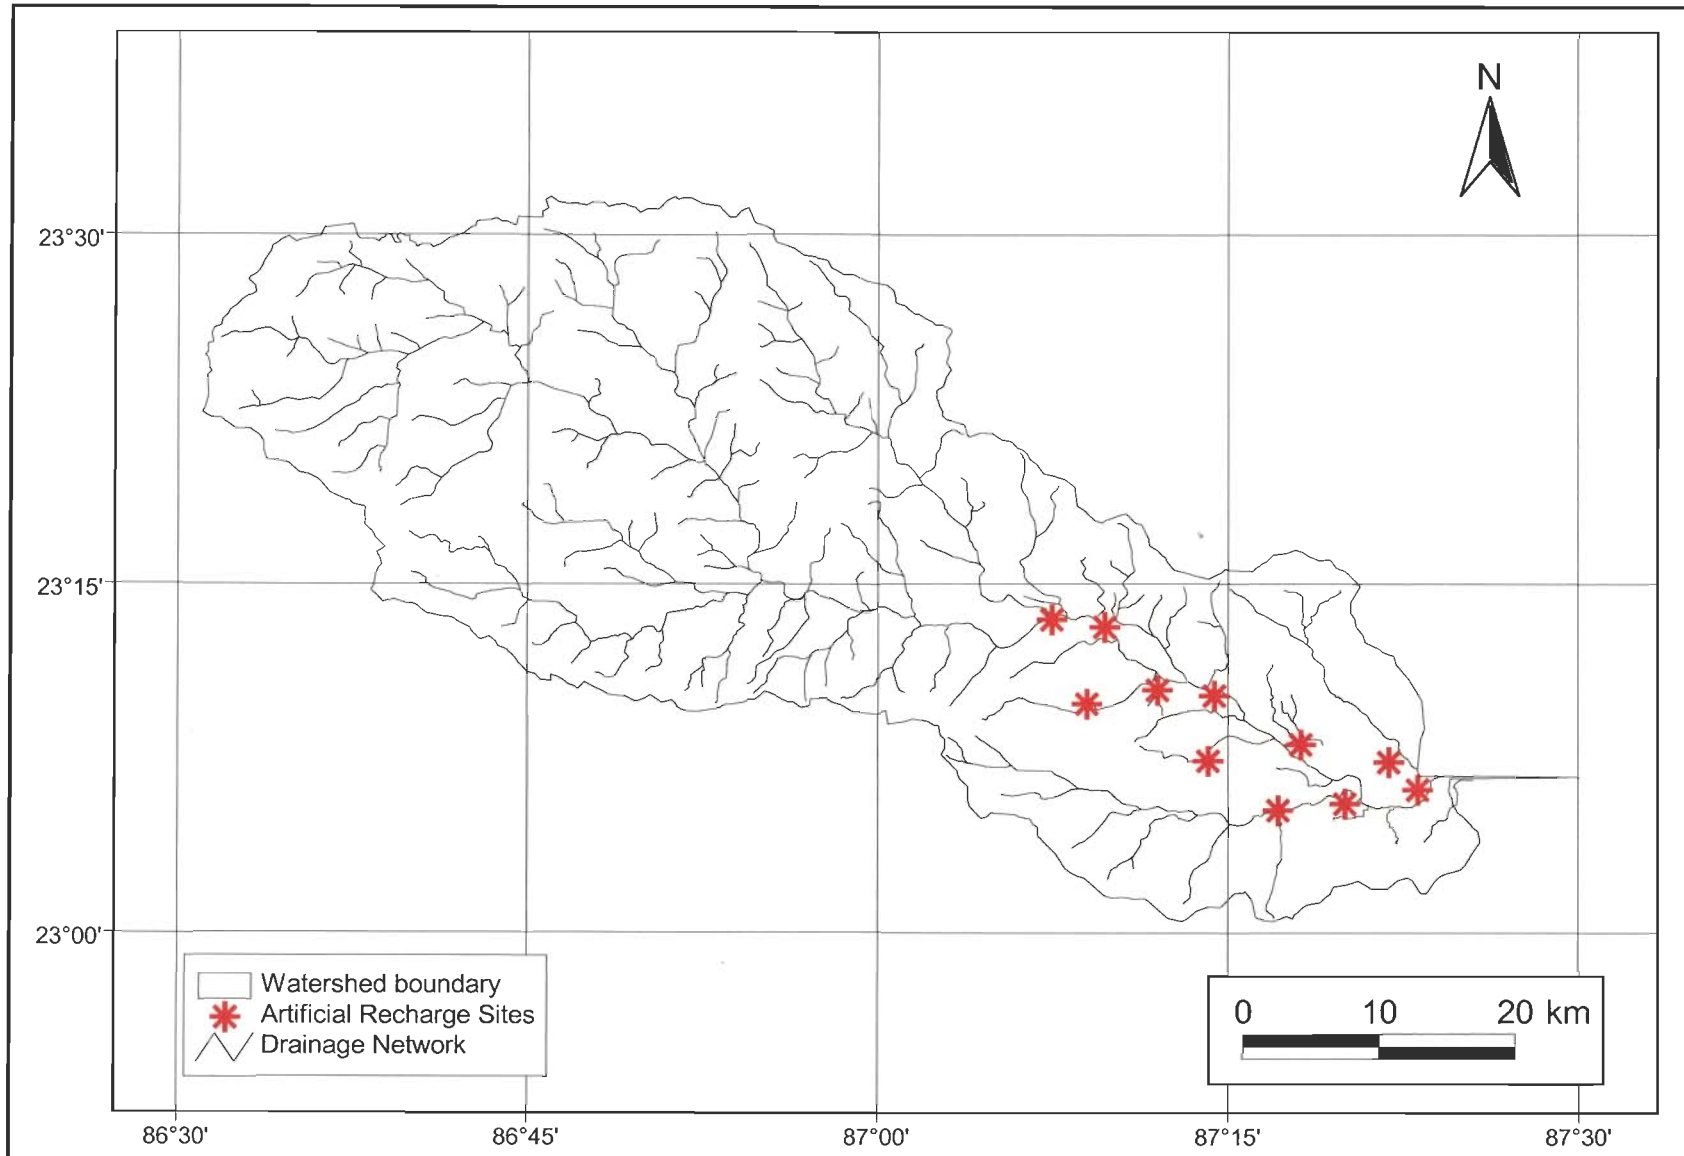 N
23°30'
23°15'
23°00'
Watershed boundary
Artificial Recharge Sites
Drainage Network
0 10 20 km
86°30' 86°45' 87°00' 87°15' 87°30'